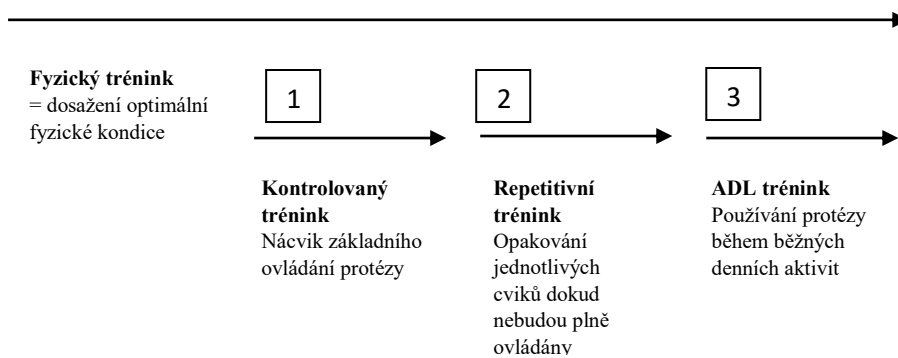 Fyzický trénink
= dosažení optimální
fyzické kondice
1
Kontrolovaný
trénink
Nácvik základního
ovládání protézy
2
Repetitivní
trénink
Opakování
jednotlivých
cviků dokud
nebudou plně
ovládány
3
ADL trénink
Používání protézy
během běžných
denních aktivit